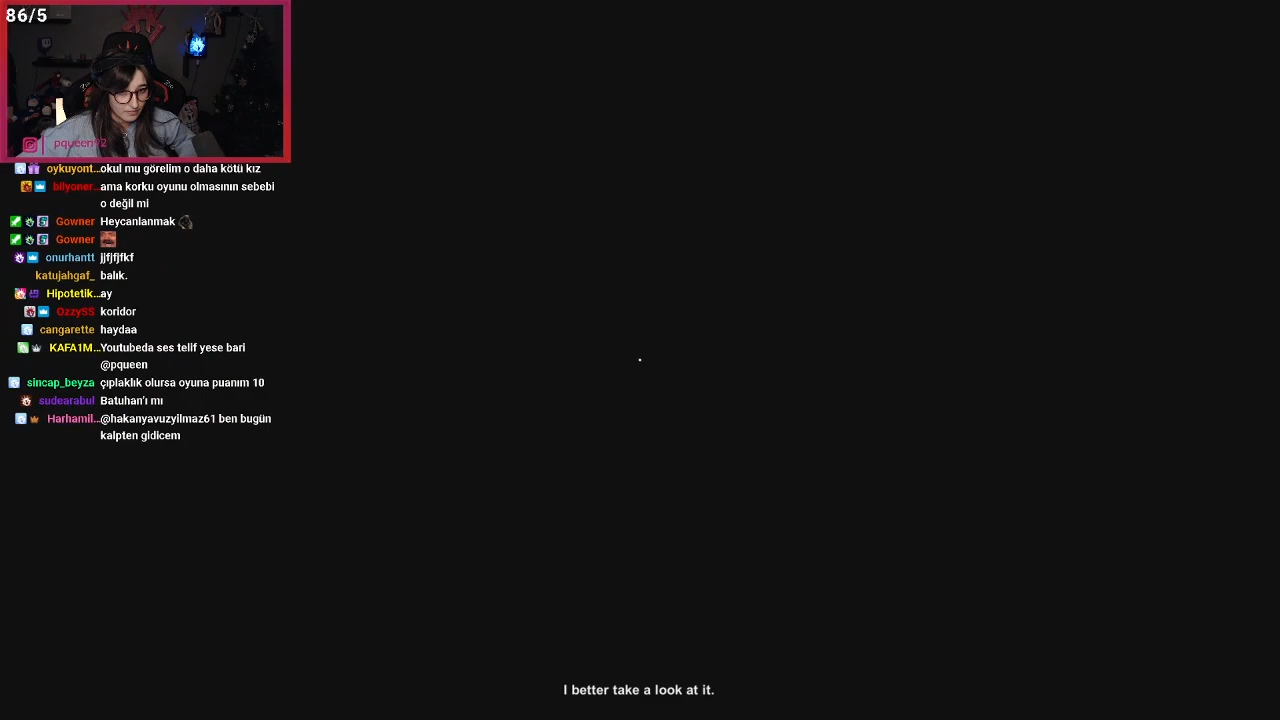 86/5
pqueen92
oykuyont...okul mu görelim o daha kötü kız
bilyoner...ama korku oyunu olmasının sebebi
o değil mi
Gowner Heycanlanmak
Gowner
onurhantt jjfjfjfkf
katujahgaf_ balık.
Hipotetik...ay
OzzySS koridor
cangarette haydaa
KAFA1M...Youtubeda ses telif yese bari
@pqueen
sincap_beyza çıplaklık olursa oyuna puanım 10
sudearabul Batuhan'ı mı
Harhamil...@hakanyavuzyilmaz61 ben bugün
kalpten gidicem
I better take a look at it.